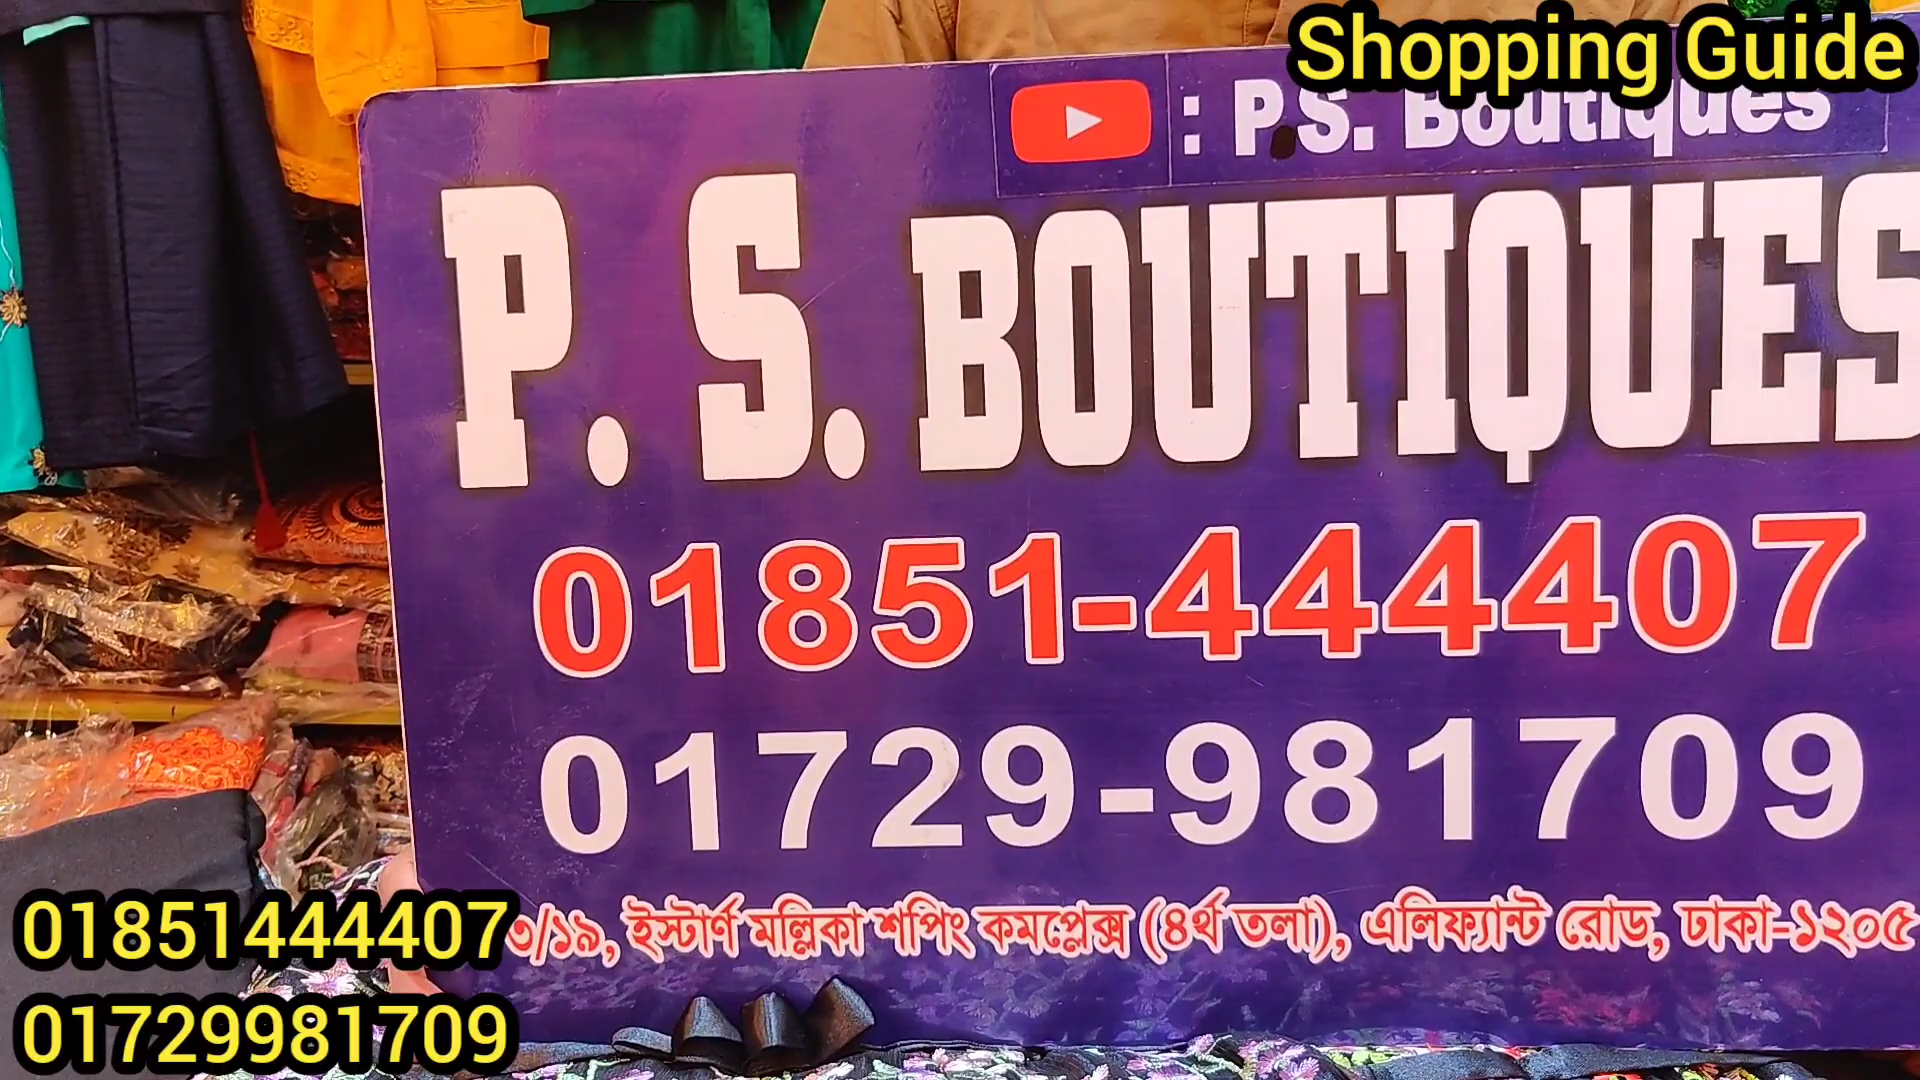 Shopping Guide
: P.S. Boutiques
P. S. BOUTIQUES
01851-444407
01729-981709
৩/১৯, ইস্টার্ণ মল্লিকা শপিং কমপ্লেক্স (৪র্থ তলা), এলিফ্যান্ট রোড, ঢাকা-১২০৫
01851444407
01729981709